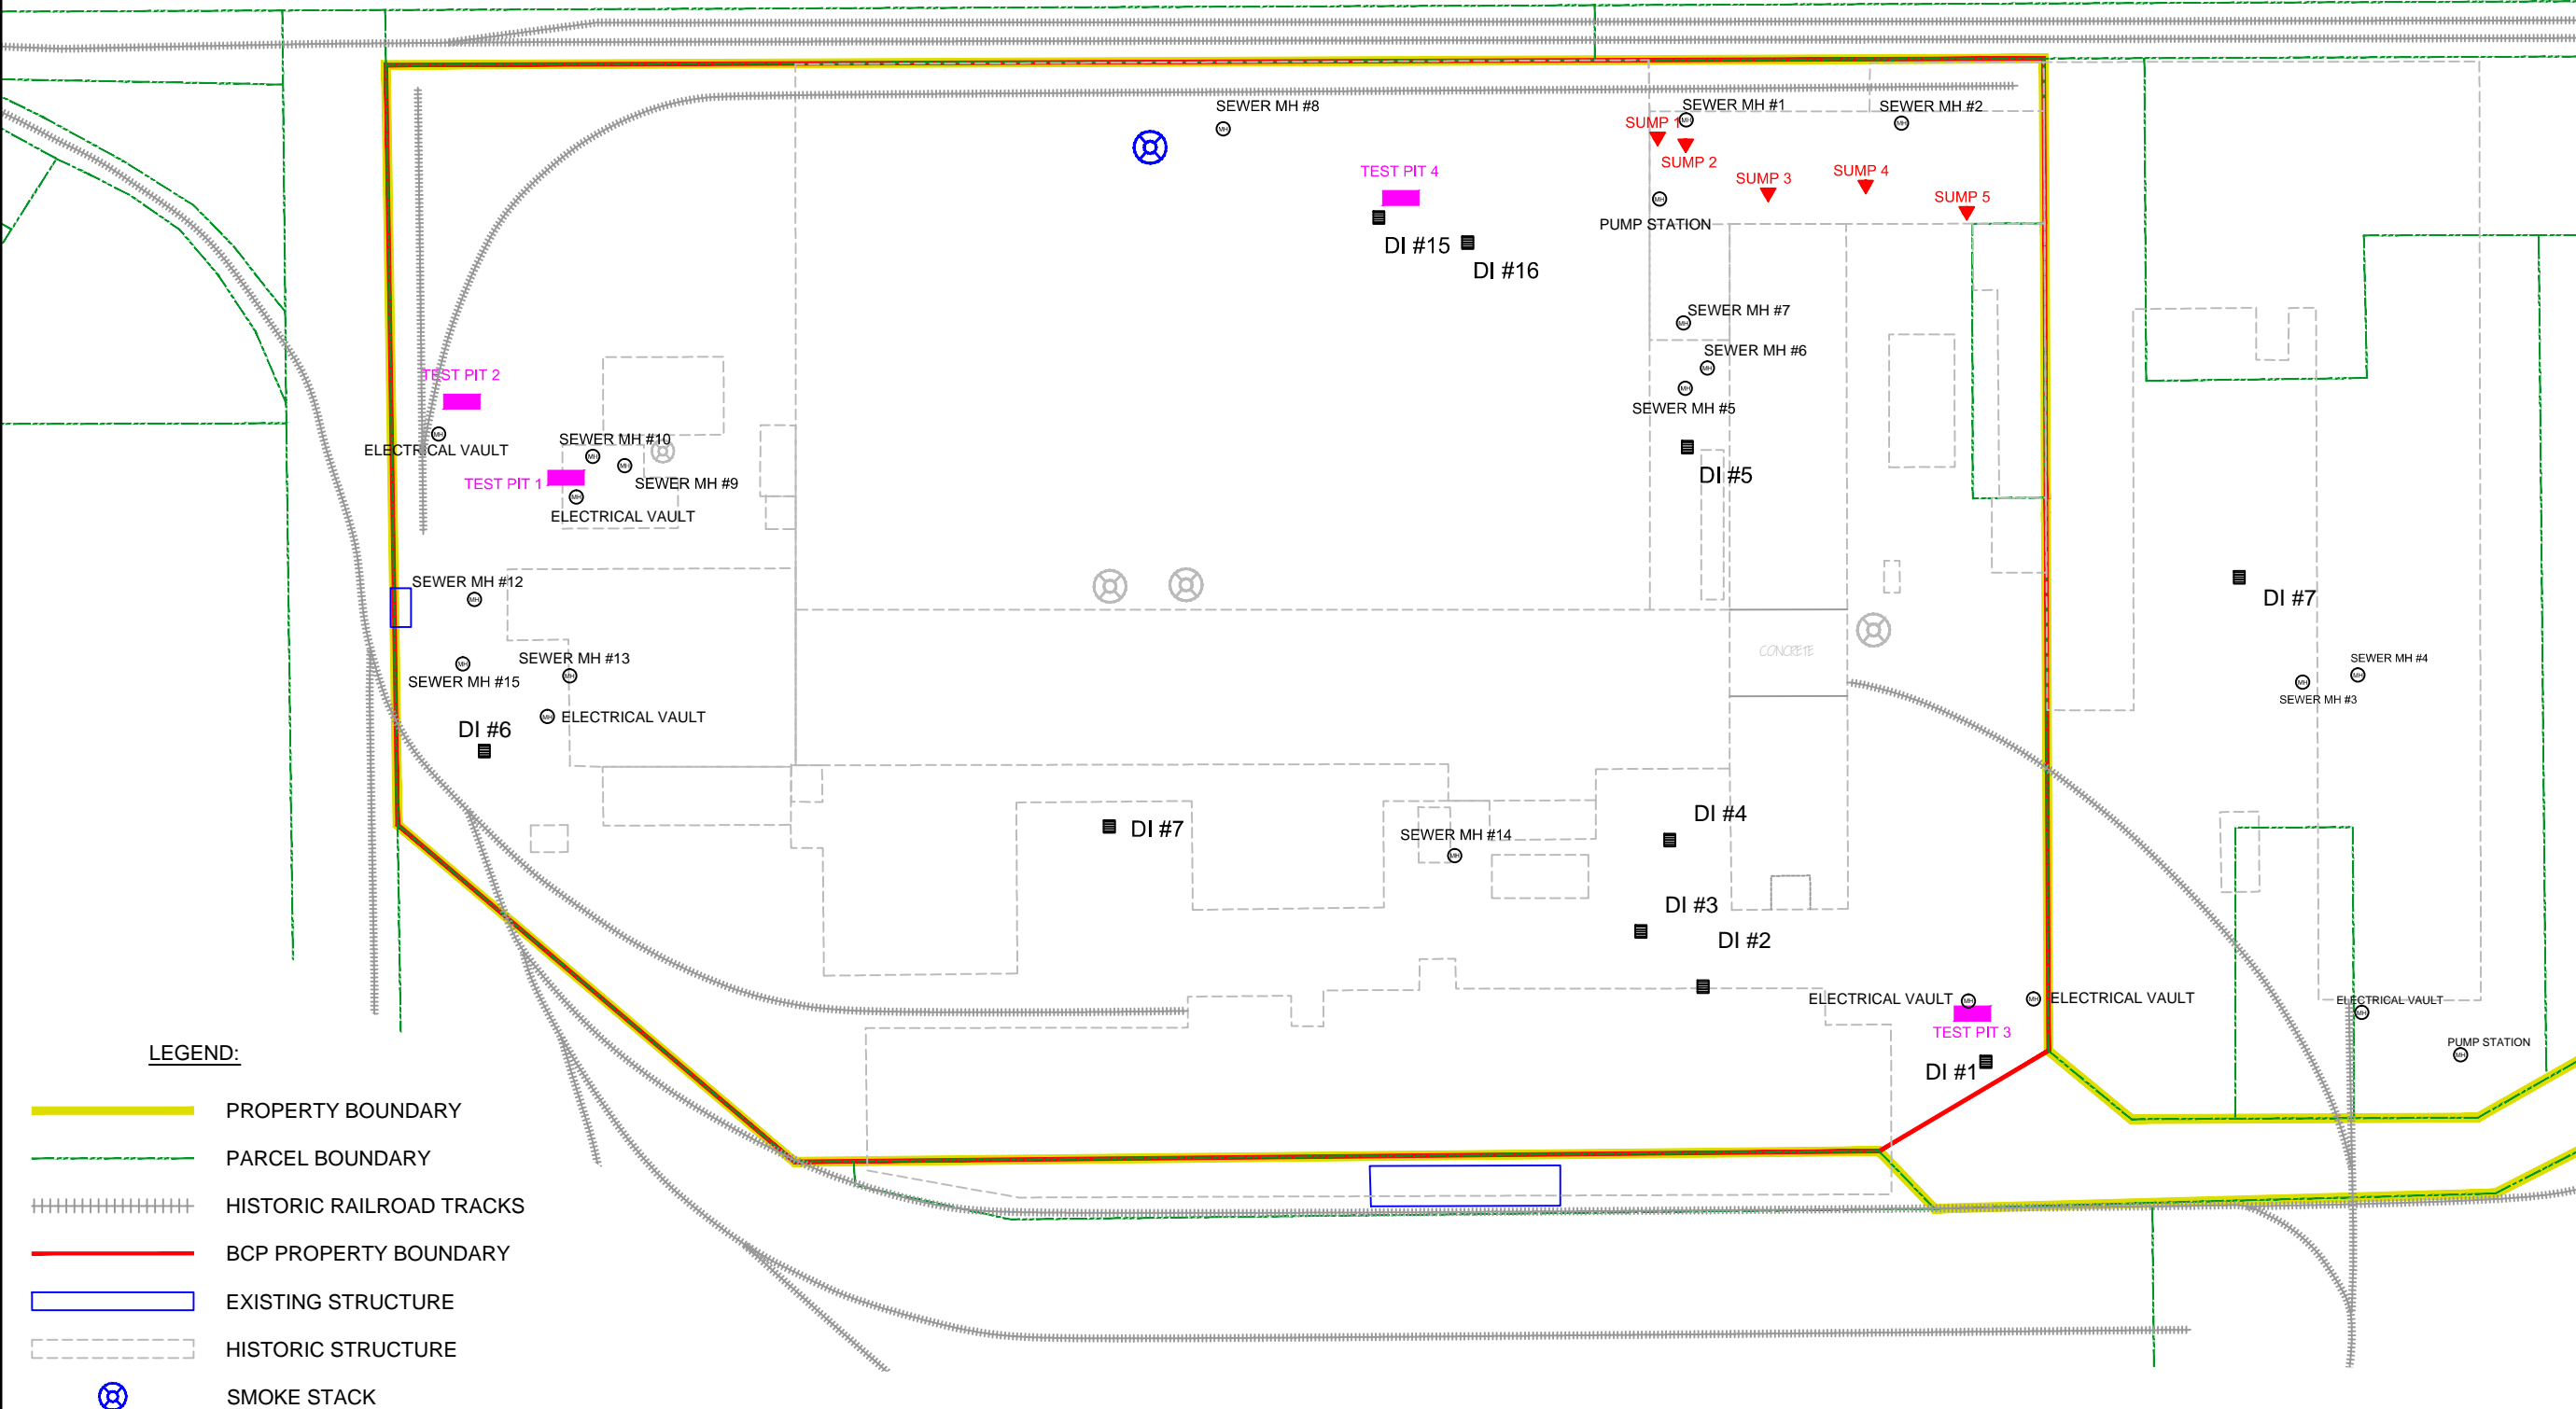 SEWER MH #8
SEWER MH #1
SEWER MH #2
SUMP 1
SUMP 2
TEST PIT 4
SUMP 3
SUMP 4
SUMP 5
PUMP STATION
DI #15
DI #16
SEWER MH #7
SEWER MH #6
TEST PIT 2
SEWER MH #5
SEWER MH #10
ELECTRICAL VAULT
DI #5
TEST PIT 1
SEWER MH #9
ELECTRICAL VAULT
SEWER MH #12
DI #7
CONCRETE
SEWER MH #13
SEWER MH #4
SEWER MH #15
SEWER MH #3
ELECTRICAL VAULT
DI #6
DI #4
DI #7
SEWER MH #14
DI #3
DI #2
ELECTRICAL VAULT
ELECTRICAL VAULT
ELECTRICAL VAULT
TEST PIT 3
PUMP STATION
DI #1
LEGEND:
PROPERTY BOUNDARY
PARCEL BOUNDARY
HISTORIC RAILROAD TRACKS
BCP PROPERTY BOUNDARY
EXISTING STRUCTURE
HISTORIC STRUCTURE
SMOKE STACK